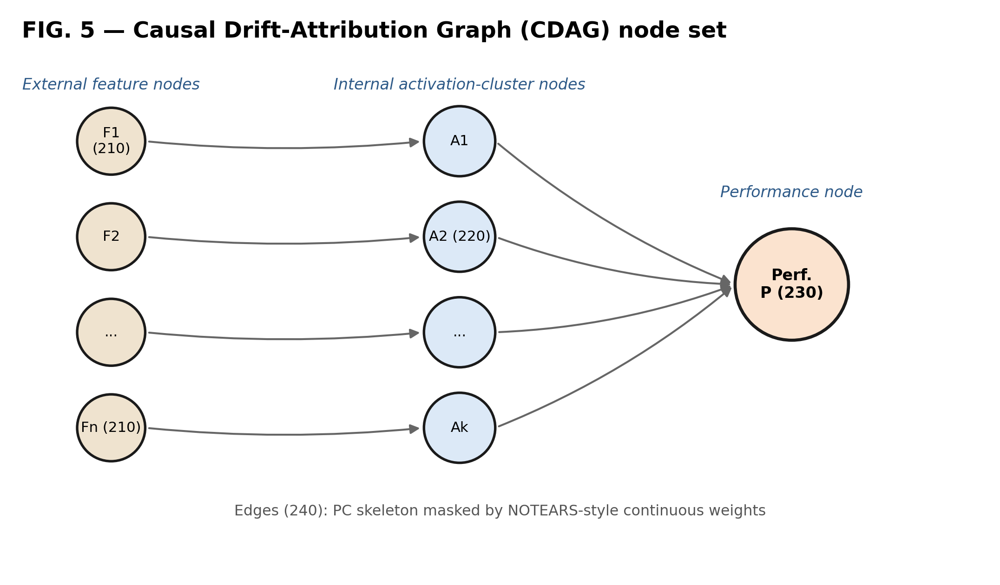 FIG. 5 — Causal Drift-Attribution Graph (CDAG) node set
External feature nodes
Internal activation-cluster nodes
F1
(210)
A1
Performance node
F2
A2 (220)
Perf.
P (230)
...
...
Fn (210)
Ak
Edges (240): PC skeleton masked by NOTEARS-style continuous weights